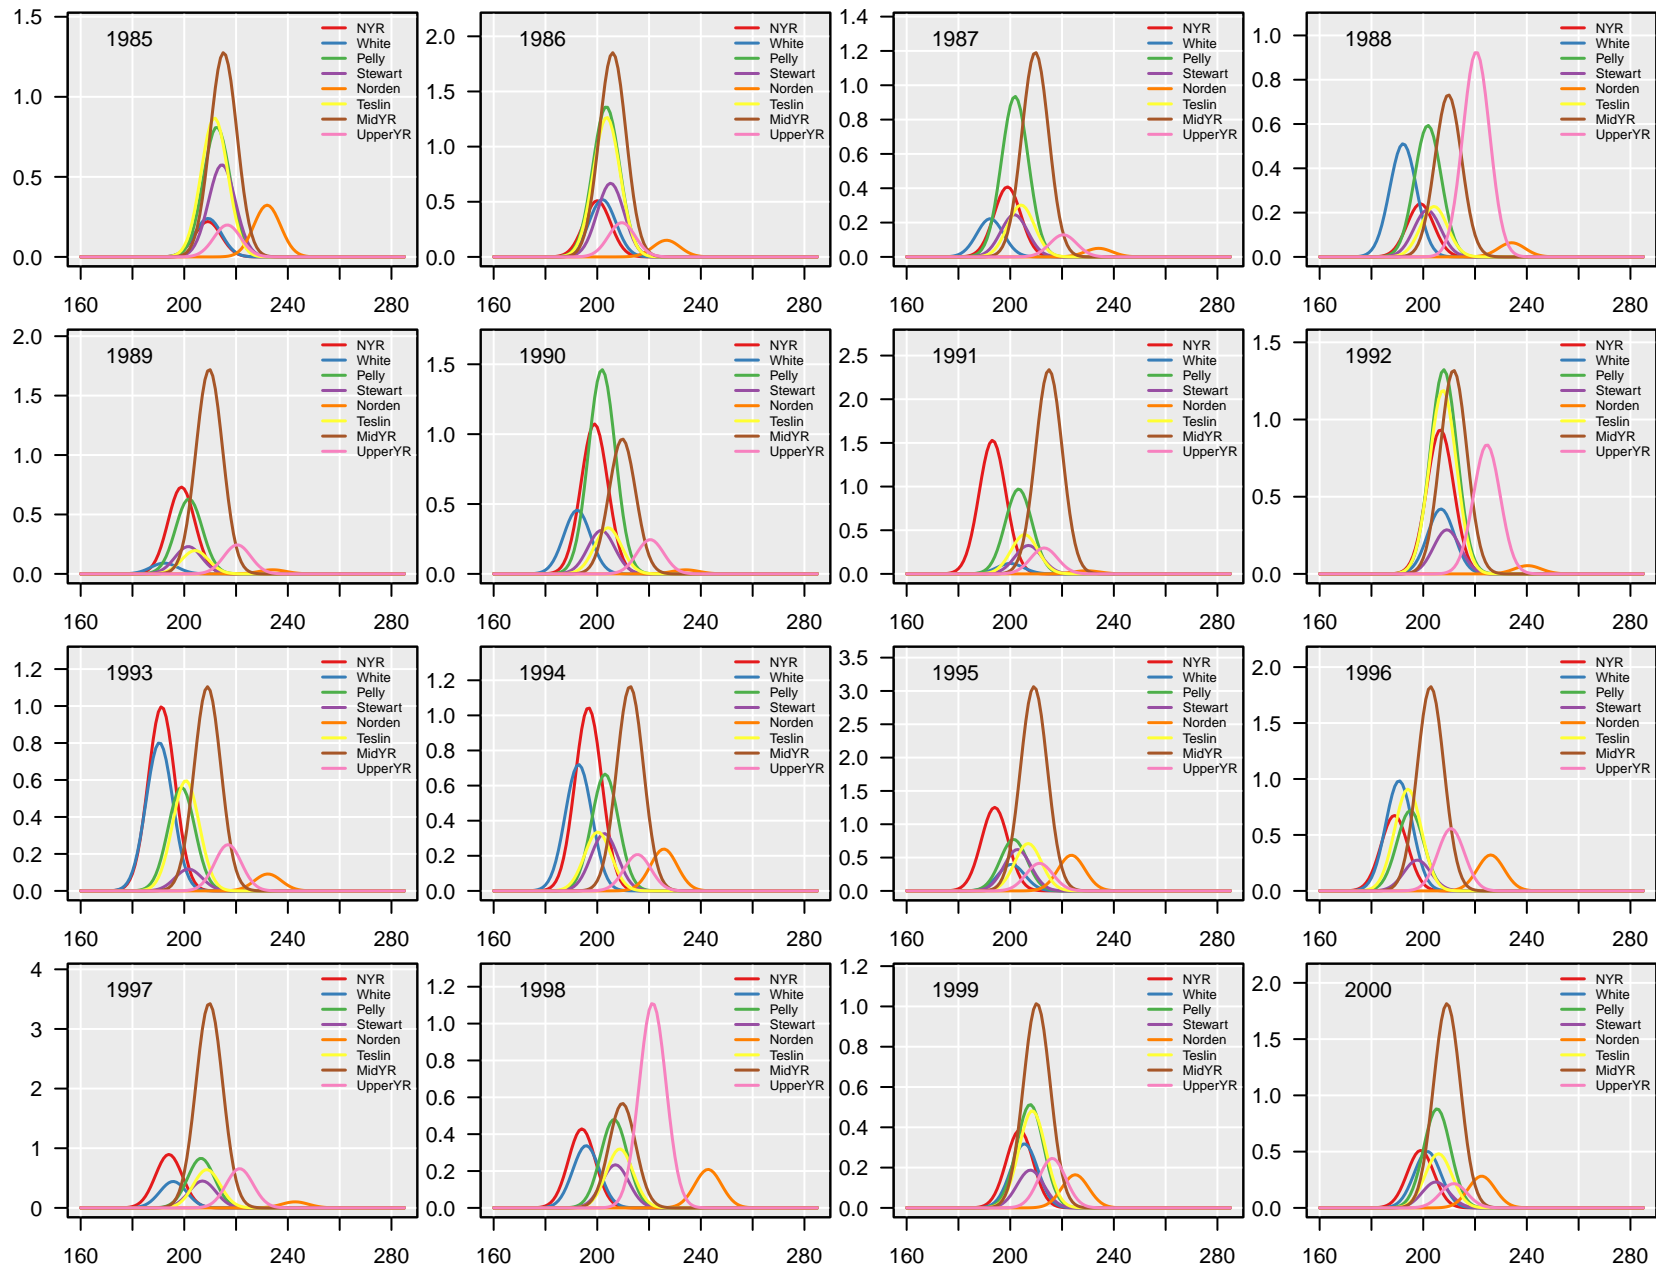 1985
1.5
1.0
0.5
0.0
NYR
White
Pelly
Stewart
Norden
Teslin
MidYR
UpperYR
160 200 240 280
1986
2.0
1.5
1.0
0.5
0.0
NYR
White
Pelly
Stewart
Norden
Teslin
MidYR
UpperYR
160 200 240 280
1987
1.4
1.2
1.0
0.8
0.6
0.4
0.2
0.0
NYR
White
Pelly
Stewart
Norden
Teslin
MidYR
UpperYR
160 200 240 280
1988
1.0
0.8
0.6
0.4
0.2
0.0
NYR
White
Pelly
Stewart
Norden
Teslin
MidYR
UpperYR
160 200 240 280
1989
2.0
1.5
1.0
0.5
0.0
NYR
White
Pelly
Stewart
Norden
Teslin
MidYR
UpperYR
160 200 240 280
1990
1.5
1.0
0.5
0.0
NYR
White
Pelly
Stewart
Norden
Teslin
MidYR
UpperYR
160 200 240 280
1991
2.5
2.0
1.5
1.0
0.5
0.0
NYR
White
Pelly
Stewart
Norden
Teslin
MidYR
UpperYR
160 200 240 280
1992
1.5
1.0
0.5
0.0
NYR
White
Pelly
Stewart
Norden
Teslin
MidYR
UpperYR
160 200 240 280
1993
1.2
1.0
0.8
0.6
0.4
0.2
0.0
NYR
White
Pelly
Stewart
Norden
Teslin
MidYR
UpperYR
160 200 240 280
1994
1.2
1.0
0.8
0.6
0.4
0.2
0.0
NYR
White
Pelly
Stewart
Norden
Teslin
MidYR
UpperYR
160 200 240 280
1995
3.5
3.0
2.5
2.0
1.5
1.0
0.5
0.0
NYR
White
Pelly
Stewart
Norden
Teslin
MidYR
UpperYR
160 200 240 280
1996
2.0
1.5
1.0
0.5
0.0
NYR
White
Pelly
Stewart
Norden
Teslin
MidYR
UpperYR
160 200 240 280
1997
4
3
2
1
0
NYR
White
Pelly
Stewart
Norden
Teslin
MidYR
UpperYR
160 200 240 280
1998
1.2
1.0
0.8
0.6
0.4
0.2
0.0
NYR
White
Pelly
Stewart
Norden
Teslin
MidYR
UpperYR
160 200 240 280
1999
1.2
1.0
0.8
0.6
0.4
0.2
0.0
NYR
White
Pelly
Stewart
Norden
Teslin
MidYR
UpperYR
160 200 240 280
2000
2.0
1.5
1.0
0.5
0.0
NYR
White
Pelly
Stewart
Norden
Teslin
MidYR
UpperYR
160 200 240 280